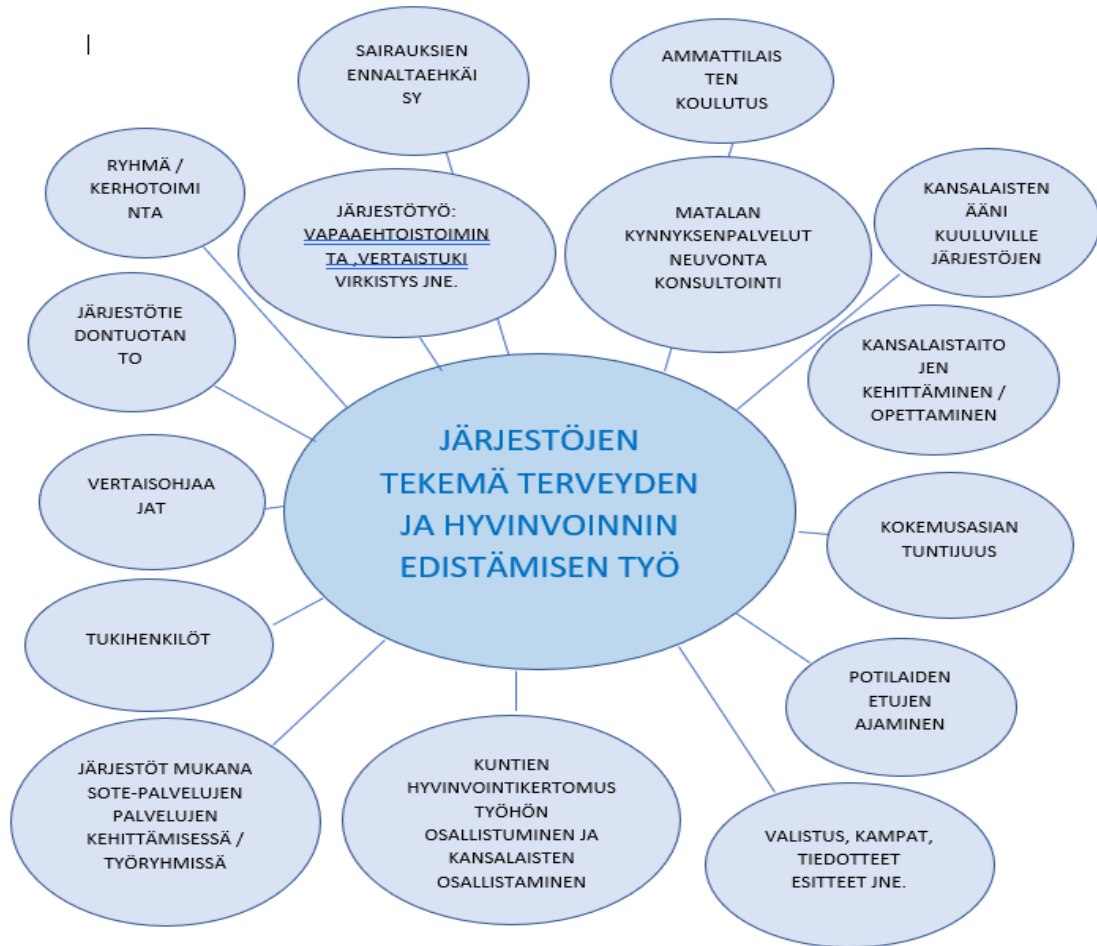 SAIRAUKSIEN
ENNALTAEHKÄI
SY
AMMATTILAIS
TEN
KOULUTUS
RYHMÄ /
KERHOTOIMI
NTA
JÄRJESTÖTYÖ:
VAPAAEHTOISTOIMIN
TA ,VERTAISTUKI
VIRKISTYS JNE.
MATALAN
KYNNYKSENPALVELUT
NEUVONTA
KONSULTOINTI
KANSALAISTEN
ÄÄNI
KUULUVILLE
JÄRJESTÖJEN
JÄRJESTÖTIE
DONTUOTAN
TO
KANSALAISTAITO
JEN
KEHITTÄMINEN /
OPETTAMINEN
JÄRJESTÖJEN
TEKEMÄ TERVEYDEN
JA HYVINVOINNIN
EDISTÄMISEN TYÖ
VERTAISOHJAA
JAT
KOKEMUSASIAN
TUNTIJUUS
TUKIHENKILÖT
POTILAIDEN
ETUJEN
AJAMINEN
JÄRJESTÖT MUKANA
SOTE-PALVELUJEN
PALVELUJEN
KEHITTÄMISESSÄ /
TYÖRYHMISSÄ
KUNTIEN
HYVINVOINTIKERTOMUS
TYÖHÖN
OSALLISTUMINEN JA
KANSALAISTEN
OSALLISTAMINEN
VALISTUS, KAMPAT,
TIEDOTTEET
ESITTEET JNE.